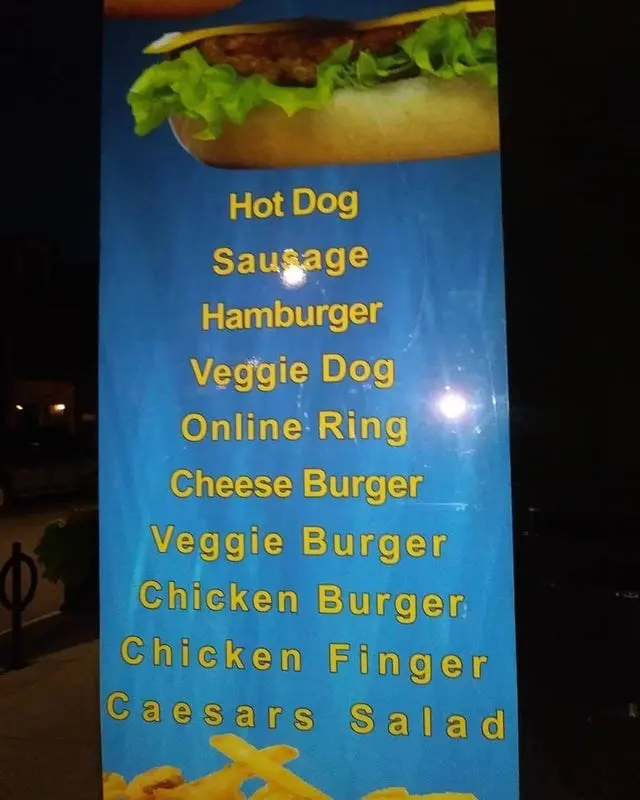 Hot Dog
Sausage
Hamburger
Veggie Dog
Online Ring
Cheese Burger
Veggie Burger
Chicken Burger
Chicken Finger
Caesars Salad